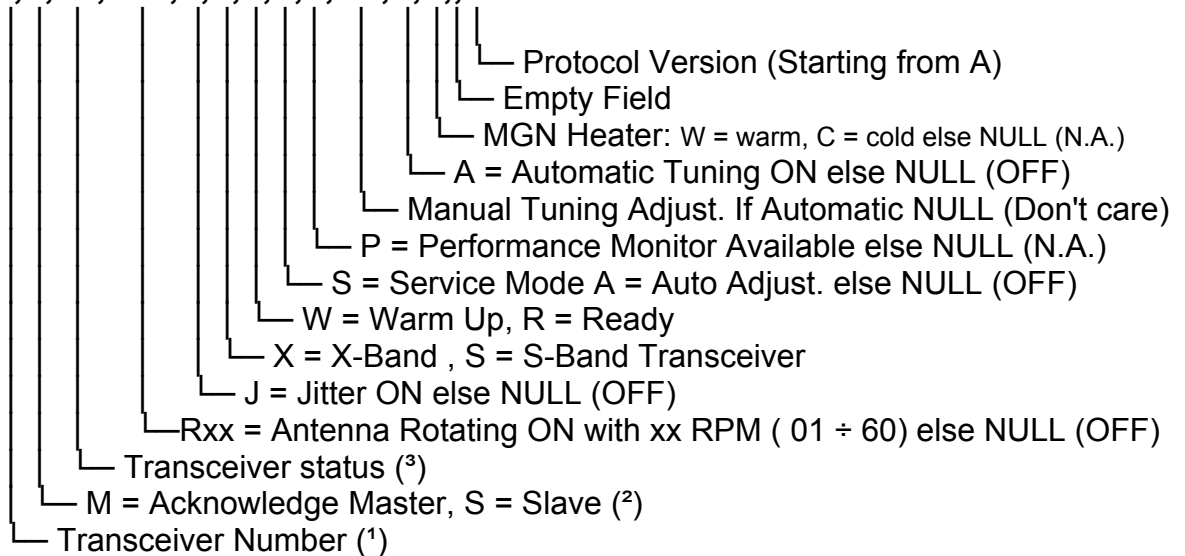 Protocol Version (Starting from A)
Empty Field
MGN Heater: W = warm, C = cold else NULL (N.A.)
A = Automatic Tuning ON else NULL (OFF)
Manual Tuning Adjust. If Automatic NULL (Don't care)
P = Performance Monitor Available else NULL (N.A.)
S = Service Mode A = Auto Adjust. else NULL (OFF)
W = Warm Up, R = Ready
X = X-Band , S = S-Band Transceiver
J = Jitter ON else NULL (OFF)
Rxx = Antenna Rotating ON with xx RPM ( 01 ÷ 60) else NULL (OFF)
Transceiver status (³)
M = Acknowledge Master, S = Slave (²)
Transceiver Number (¹)